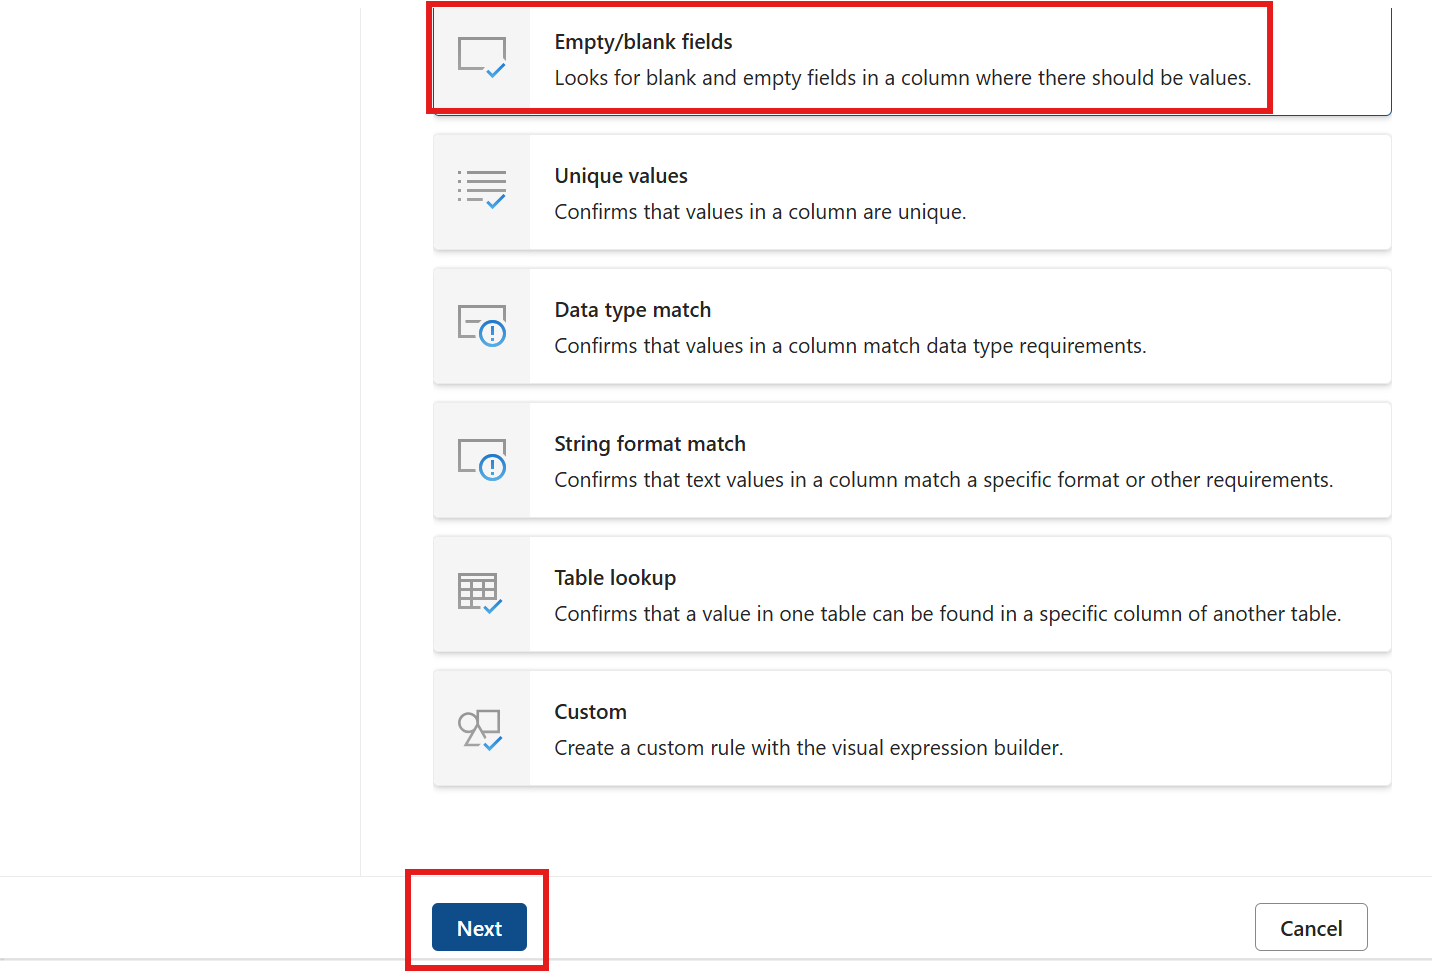 Empty/blank fields
Looks for blank and empty fields in a column where there should be values.
Unique values
Confirms that values in a column are unique.
Data type match
Confirms that values in a column match data type requirements.
String format match
Confirms that text values in a column match a specific format or other requirements.
Table lookup
Confirms that a value in one table can be found in a specific column of another table.
Custom
Create a custom rule with the visual expression builder.
Next
Cancel